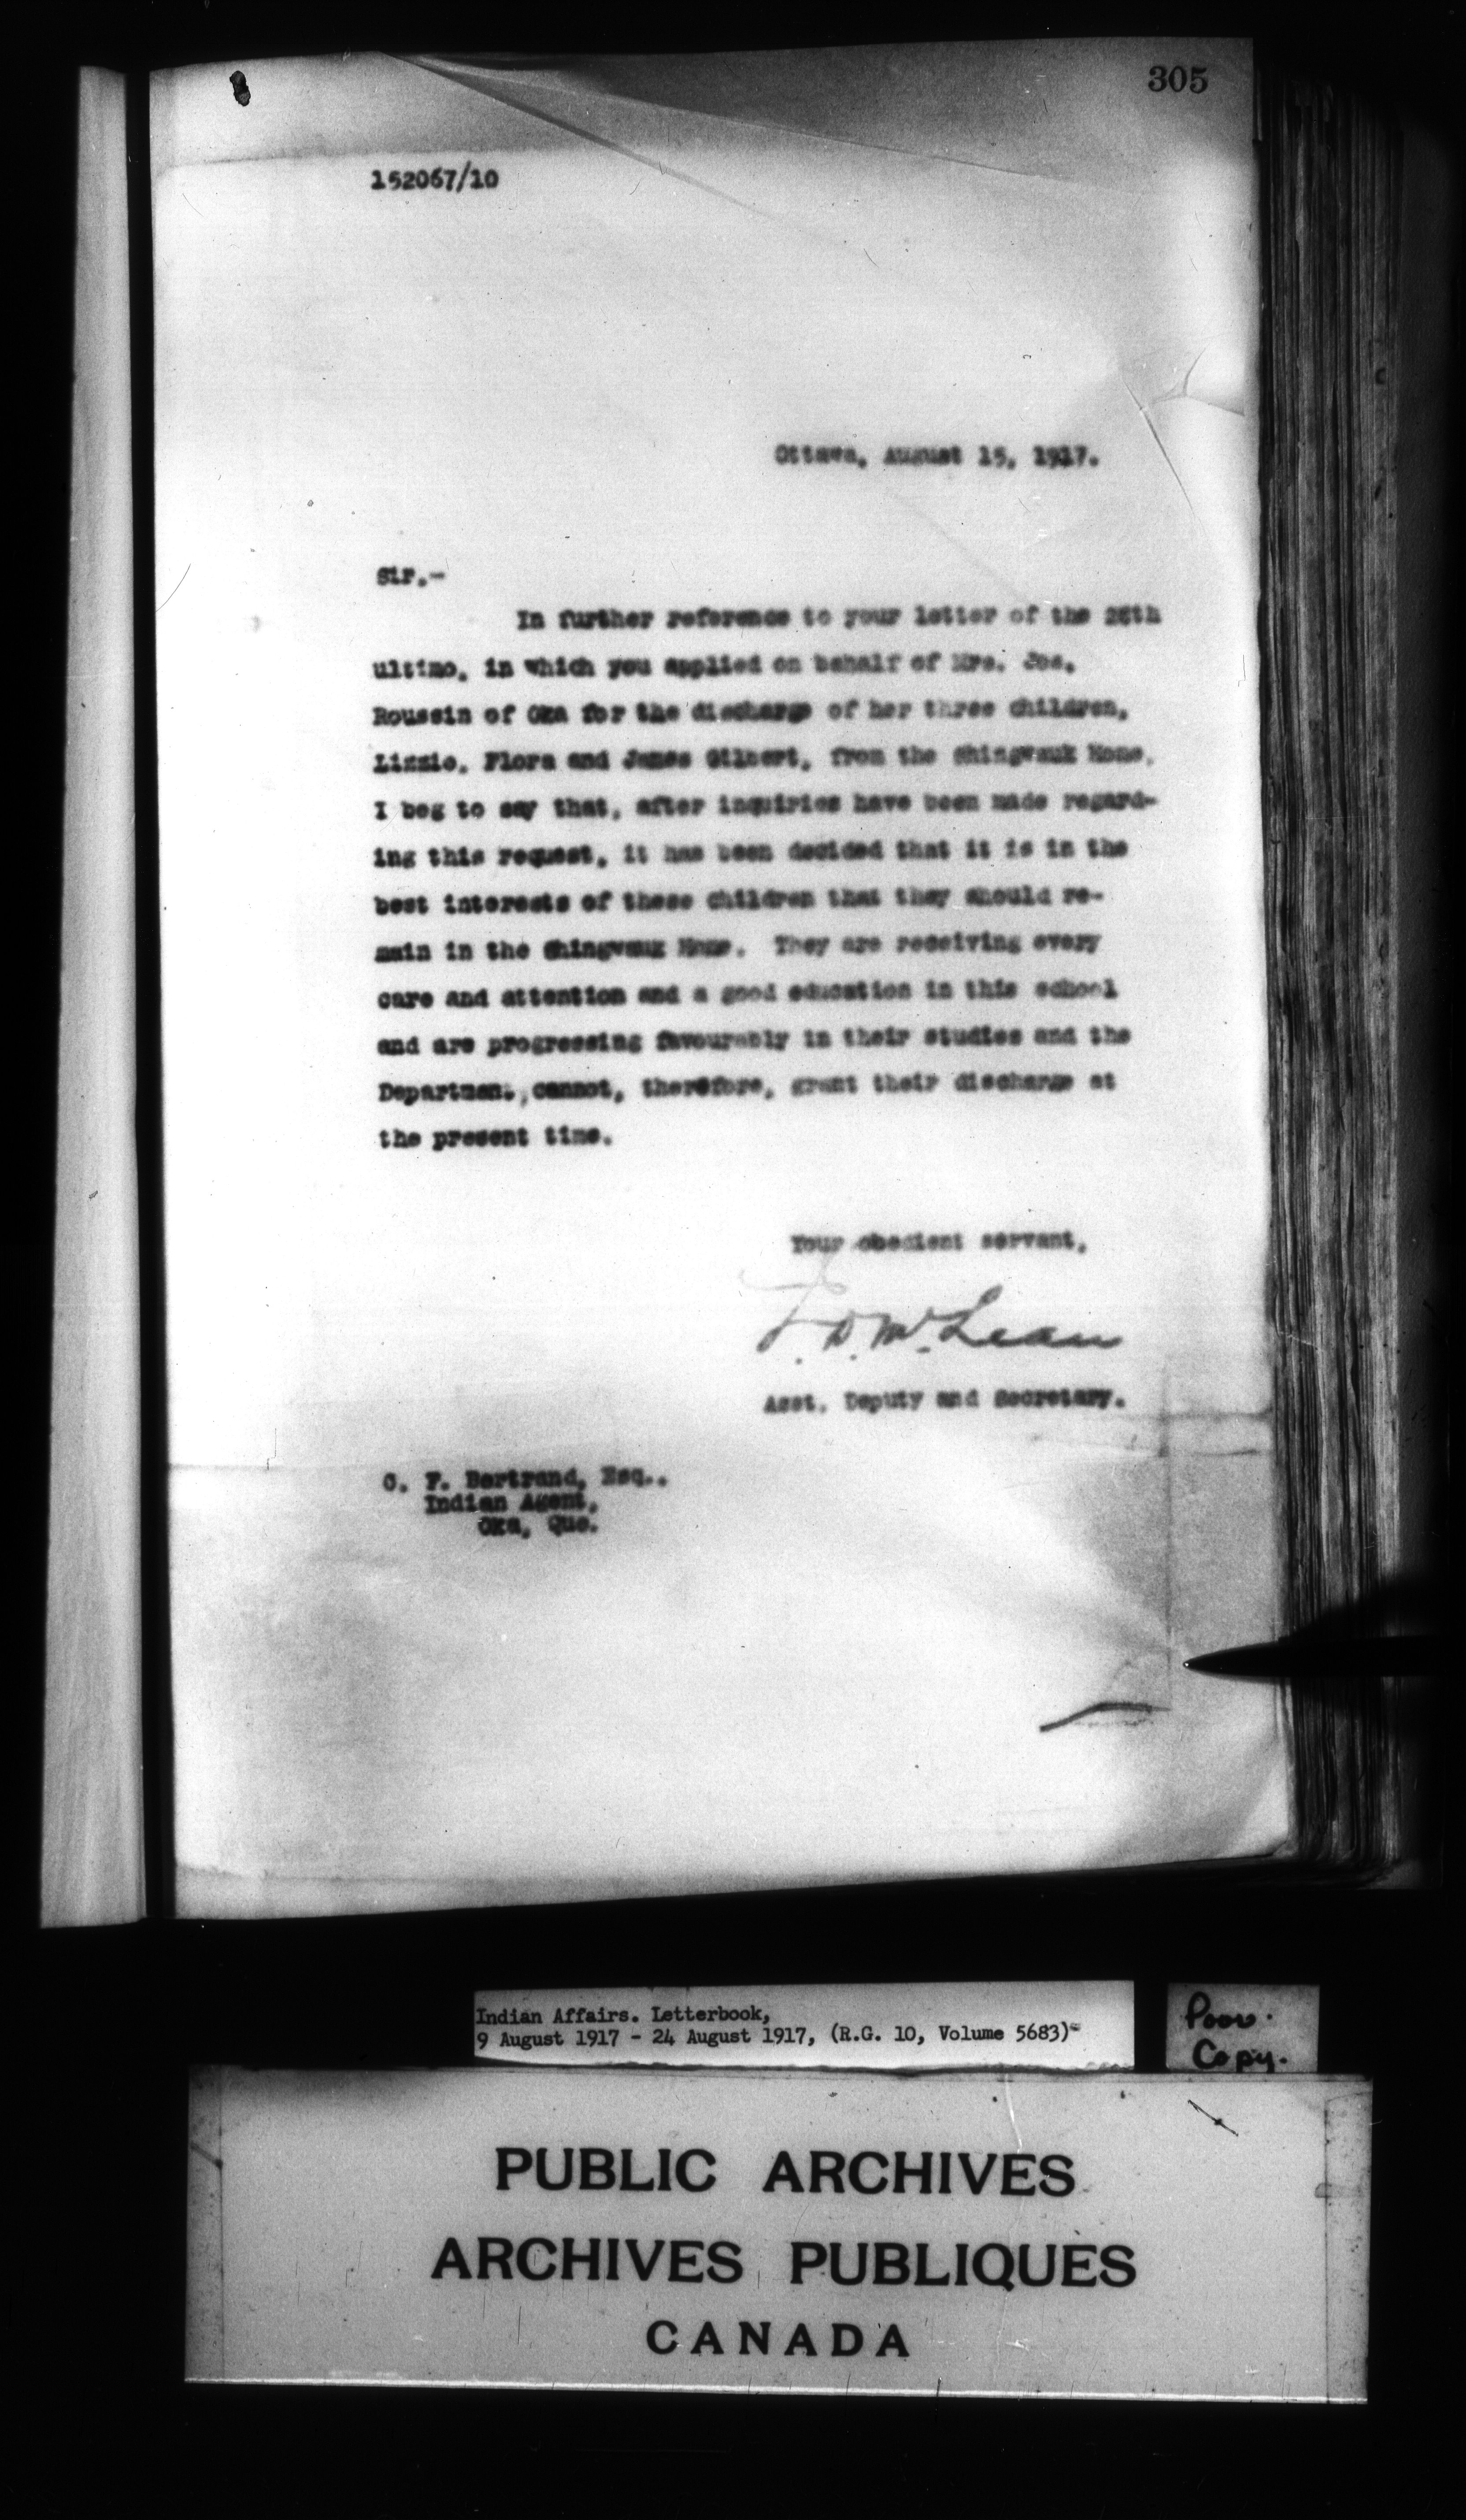 305
152067/10
Ottawa, August 15, 1917.
Sir,-
In further reference to your letter of the 28th
ultimo, in which you applied on behalf of Mrs. Jos.
Roussin of Oka for the discharge of her three children,
Lizzie, Flora and James Gilbert, from the Shingwauk Home,
I beg to say that, after inquiries have been made regard-
ing this request, it has been decided that it is in the
best interests of these children that they should re-
main in the Shingwauk Home. They are receiving every
care and attention and a good education in this school
and are progressing favourably in their studies and the
Department, cannot, therefore, grant their discharge at
the present time.
Your obedient servant,
J. D. McLean
Asst. Deputy and Secretary.
C. F. Bertrand, Esq.,
Indian Agent,
Oka, Que.
Indian Affairs. Letterbook,
9 August 1917 - 24 August 1917, (R.G. 10, Volume 5683)
Poor
Copy.
PUBLIC ARCHIVES
ARCHIVES PUBLIQUES
CANADA